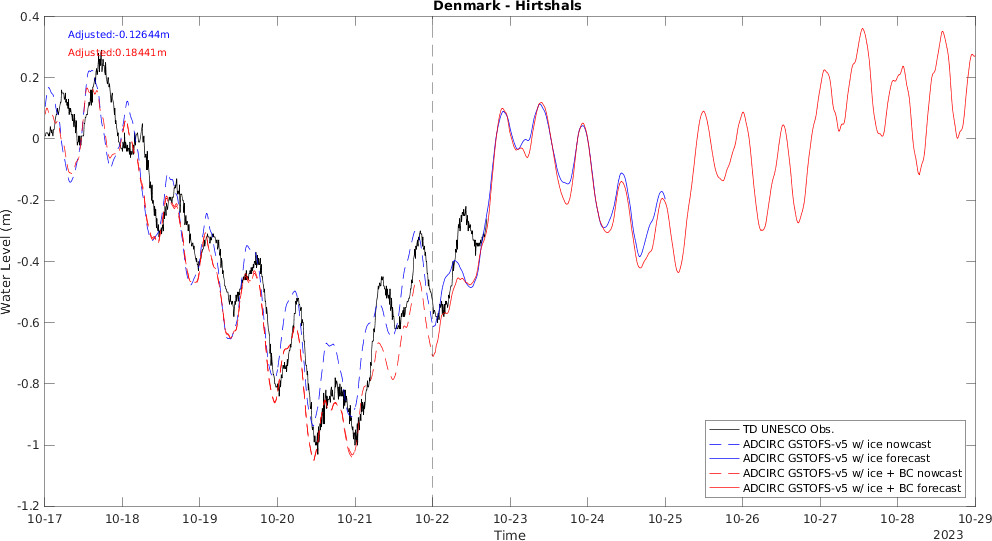 Denmark - Hirtshals
Adjusted:-0.12644m
Adjusted:0.18441m
0.4
0.2
0
-0.2
-0.4
-0.6
-0.8
-1
-1.2
Water Level (m)
TD UNESCO Obs.
ADCIRC GSTOFS-v5 w/ ice nowcast
ADCIRC GSTOFS-v5 w/ ice forecast
ADCIRC GSTOFS-v5 w/ ice + BC nowcast
ADCIRC GSTOFS-v5 w/ ice + BC forecast
10-17 10-18 10-19 10-20 10-21 10-22 10-23 10-24 10-25 10-26 10-27 10-28 10-29
Time
2023